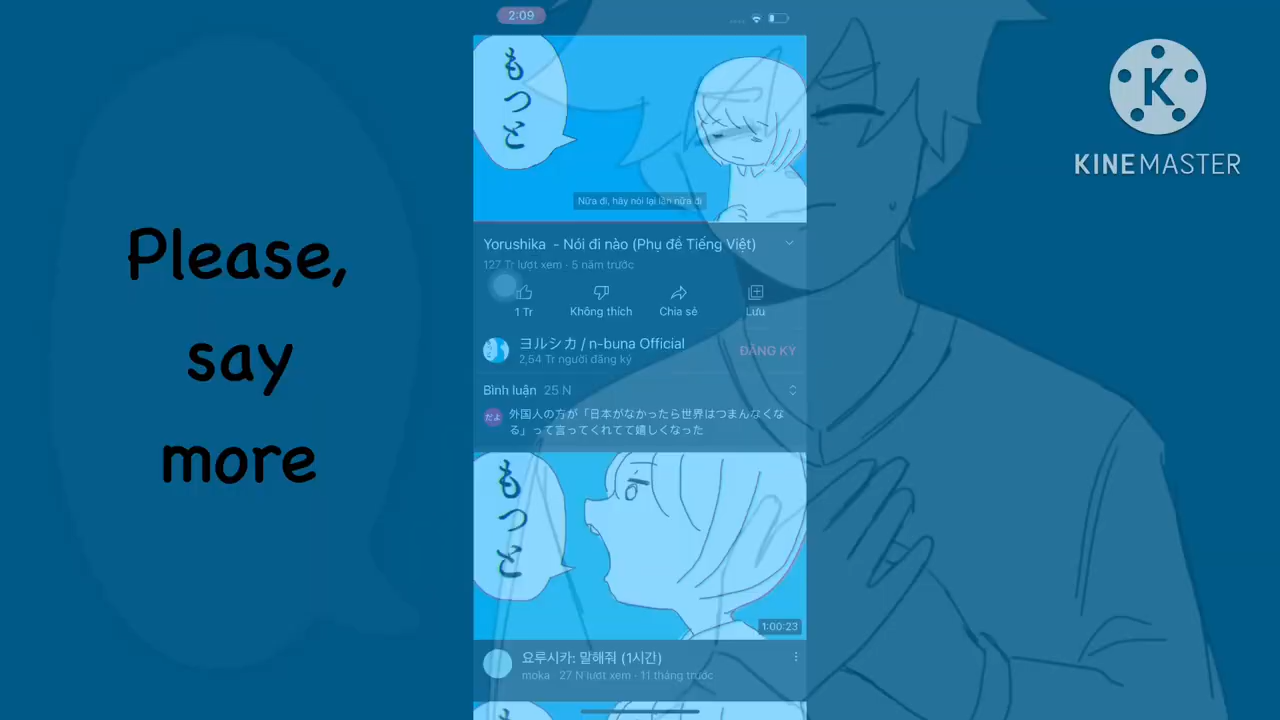 Please,
say
more
2:09
もっと
Nữa đi, hãy nói lại lần nữa đi
Yorushika - Nói đi nào (Phụ đề Tiếng Việt)
127 Tr lượt xem · 5 năm trước
1 Tr
Không thích
Chia sẻ
Lưu
ヨルシカ / n-buna Official
2,54 Tr người đăng ký
ĐĂNG KÝ
Bình luận 25 N
だよ
外国人の方が「日本がなかったら世界はつまんなくな
る」って言ってくれてて嬉しくなった
もっと
1:00:23
요루시카: 말해줘 (1시간)
moka · 27 N lượt xem · 11 tháng trước
K
KINEMASTER